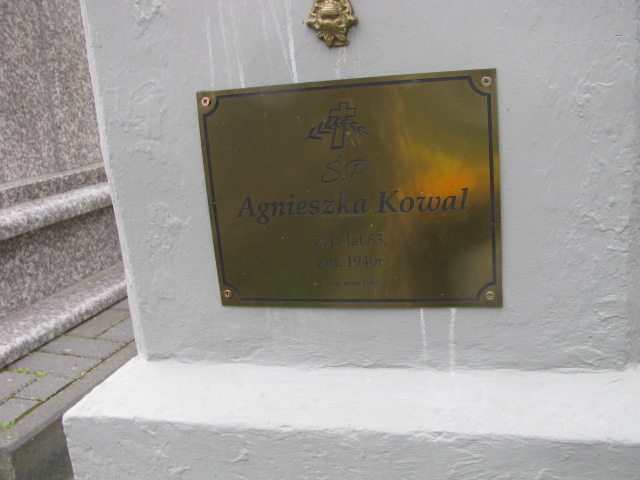 Ś.P
Agnieszka Kowal
żyła lat 63,
zm. 1940r.